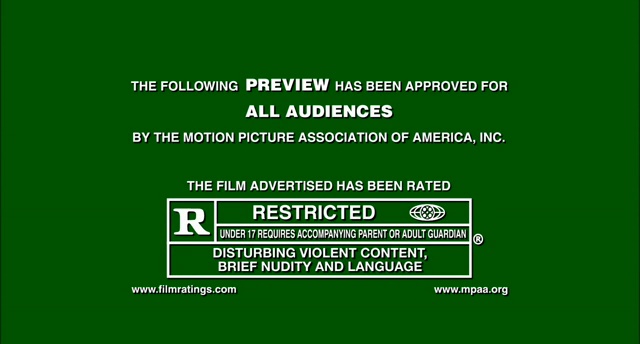 THE FOLLOWING PREVIEW HAS BEEN APPROVED FOR
ALL AUDIENCES
BY THE MOTION PICTURE ASSOCIATION OF AMERICA, INC.
THE FILM ADVERTISED HAS BEEN RATED
R RESTRICTED
UNDER 17 REQUIRES ACCOMPANYING PARENT OR ADULT GUARDIAN
®
DISTURBING VIOLENT CONTENT,
BRIEF NUDITY AND LANGUAGE
www.filmratings.com www.mpaa.org